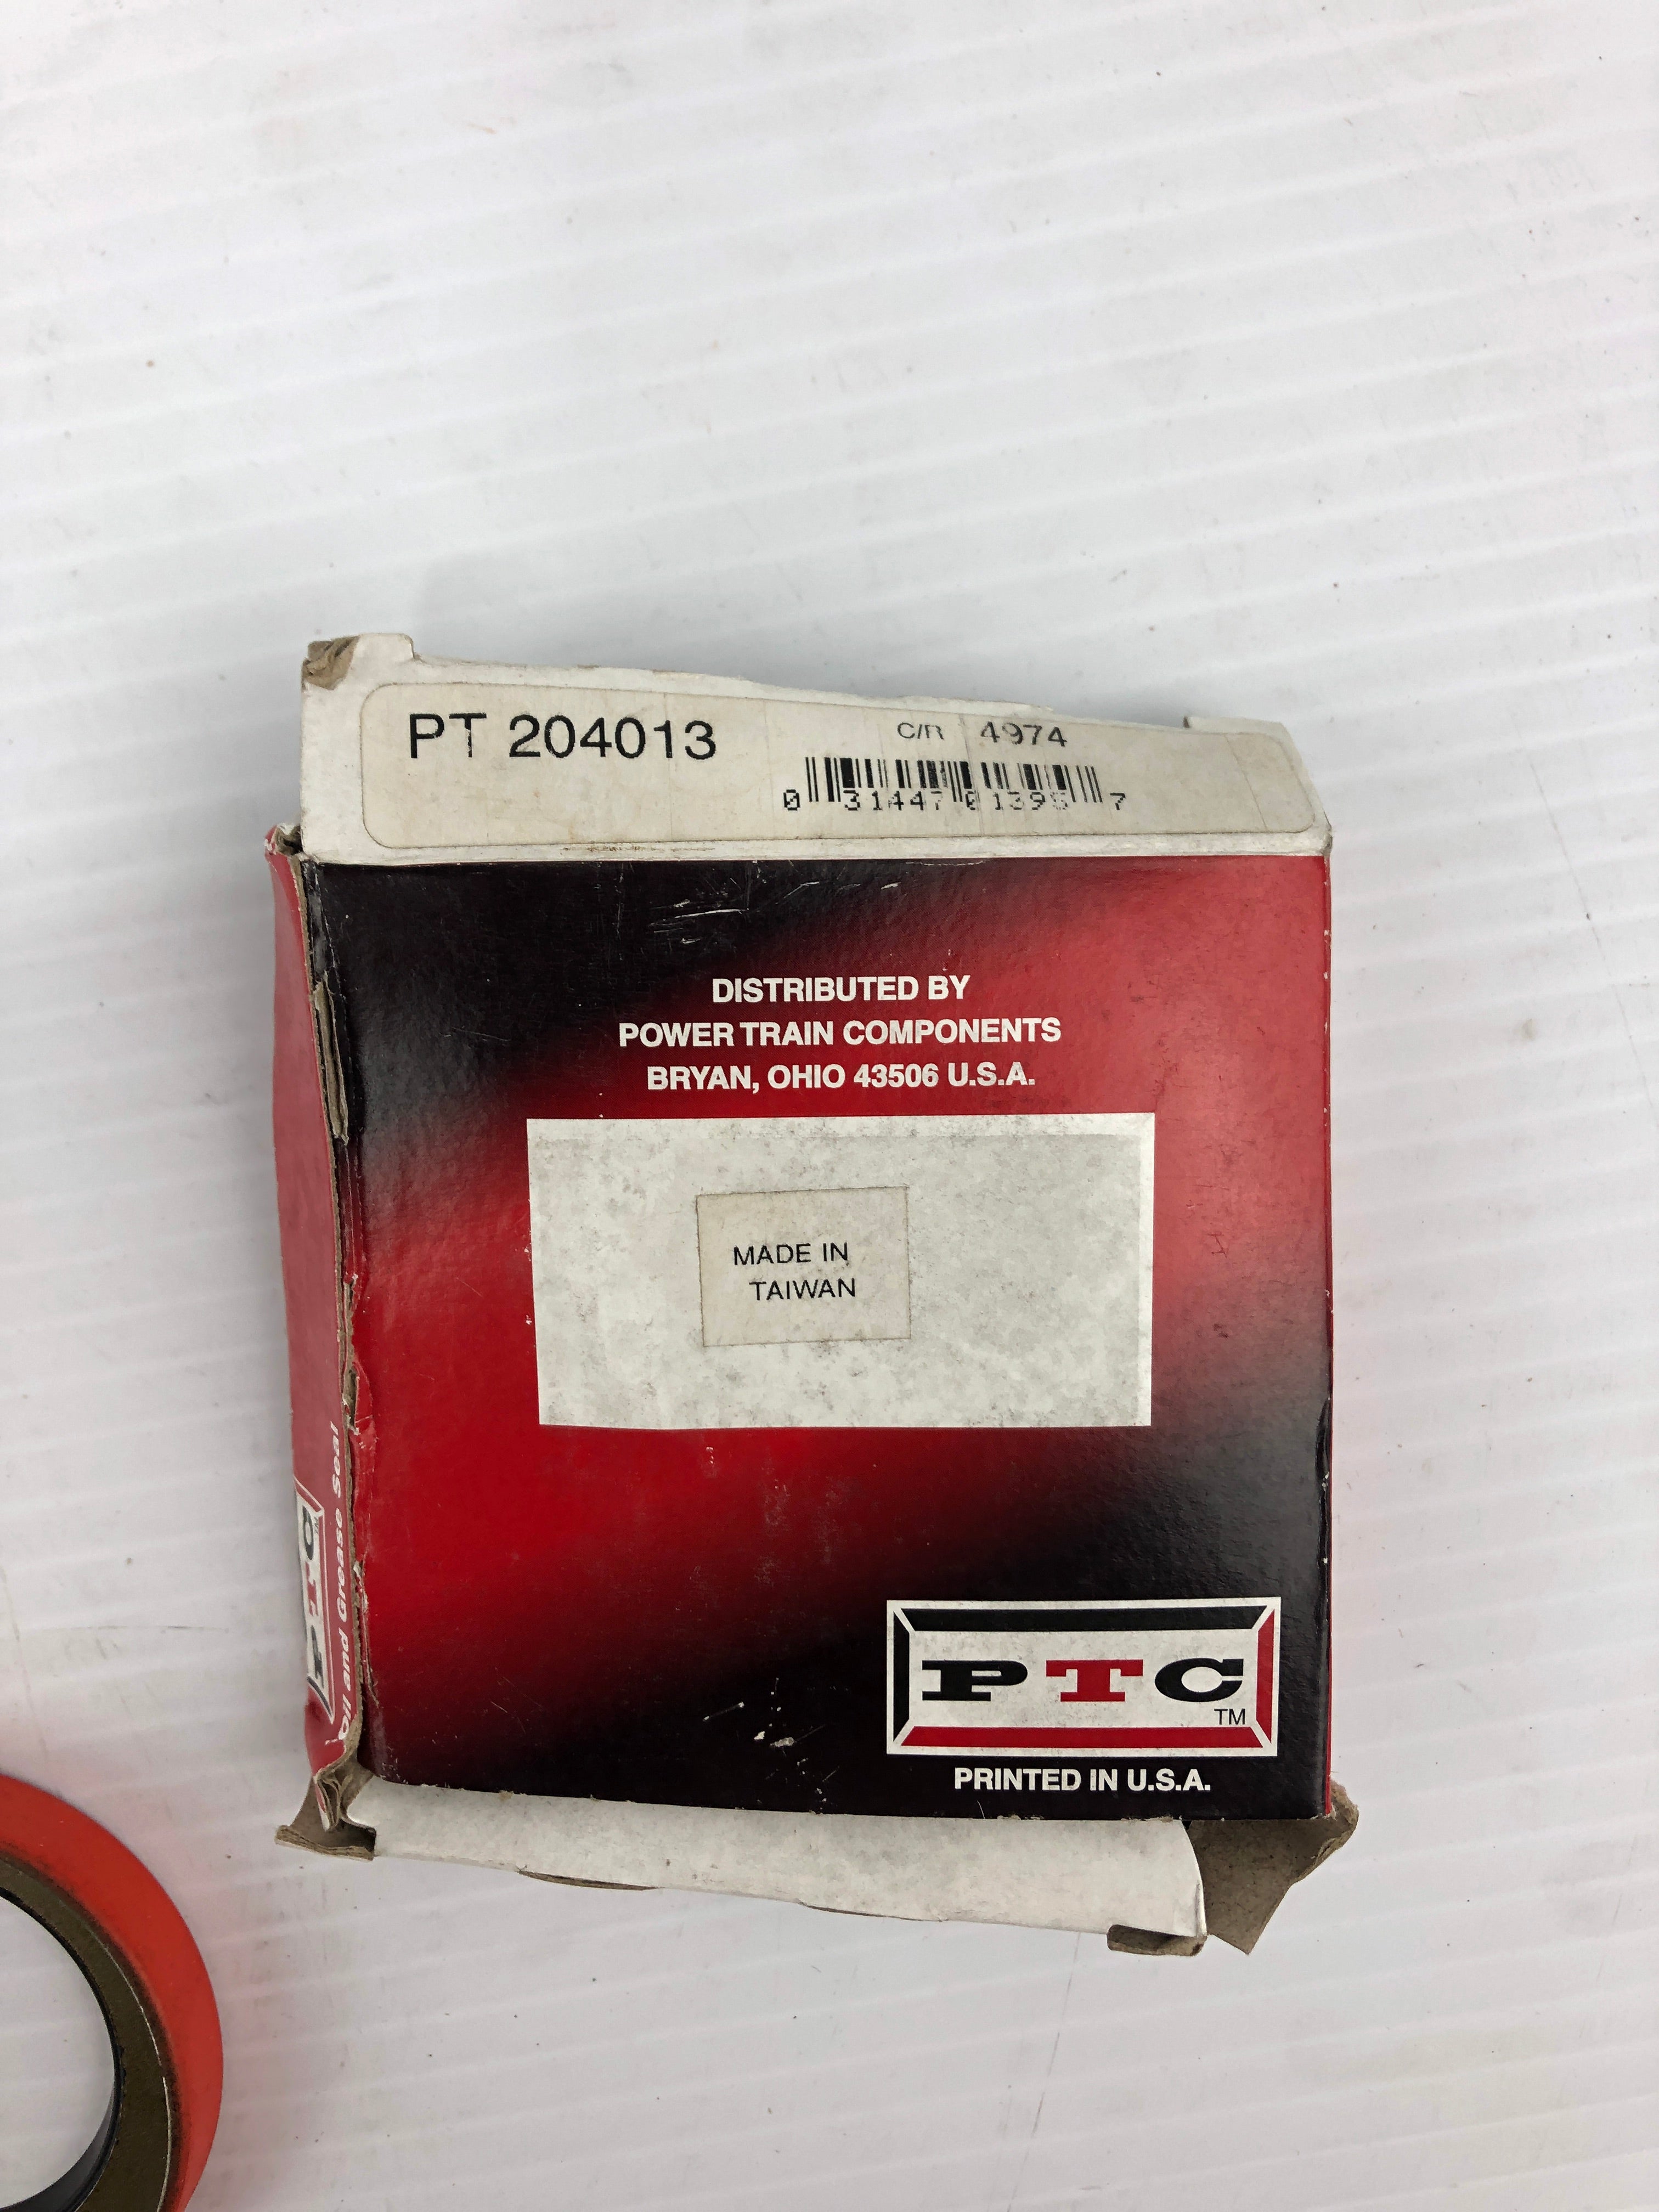 PT 204013
C/R 4974
0 31447 01395 7
DISTRIBUTED BY
POWER TRAIN COMPONENTS
BRYAN, OHIO 43506 U.S.A.
MADE IN
TAIWAN
PTC
TM
PRINTED IN U.S.A.
PTC
Oil and Grease Seal